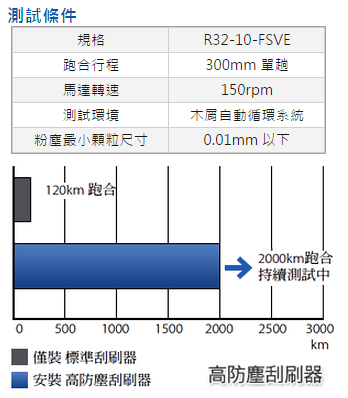 測試條件
規格 R32-10-FSVE
跑合行程 300mm 單趟
馬達轉速 150rpm
測試環境 木屑自動循環系統
粉塵最小顆粒尺寸 0.01mm 以下
120km 跑合
2000km跑合
持續測試中
0 500 1000 1500 2000 2500 3000
km
僅裝 標準刮刷器
安裝 高防塵刮刷器
高防塵刮刷器